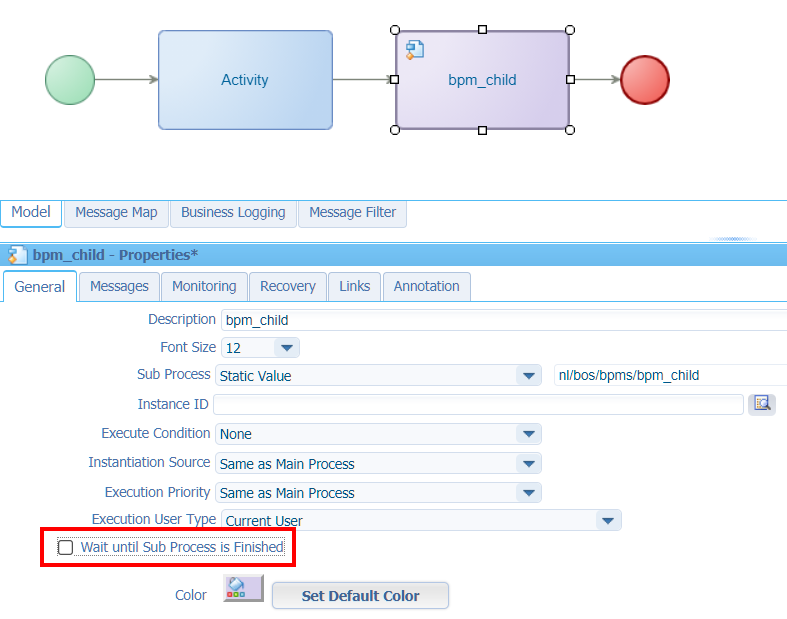 Activity
bpm_child
Model
Message Map
Business Logging
Message Filter
bpm_child - Properties*
General
Messages
Monitoring
Recovery
Links
Annotation
Description bpm_child
Font Size 12
Sub Process Static Value nl/bos/bpms/bpm_child
Instance ID
Execute Condition None
Instantiation Source Same as Main Process
Execution Priority Same as Main Process
Execution User Type Current User
Wait until Sub Process is Finished
Color Set Default Color